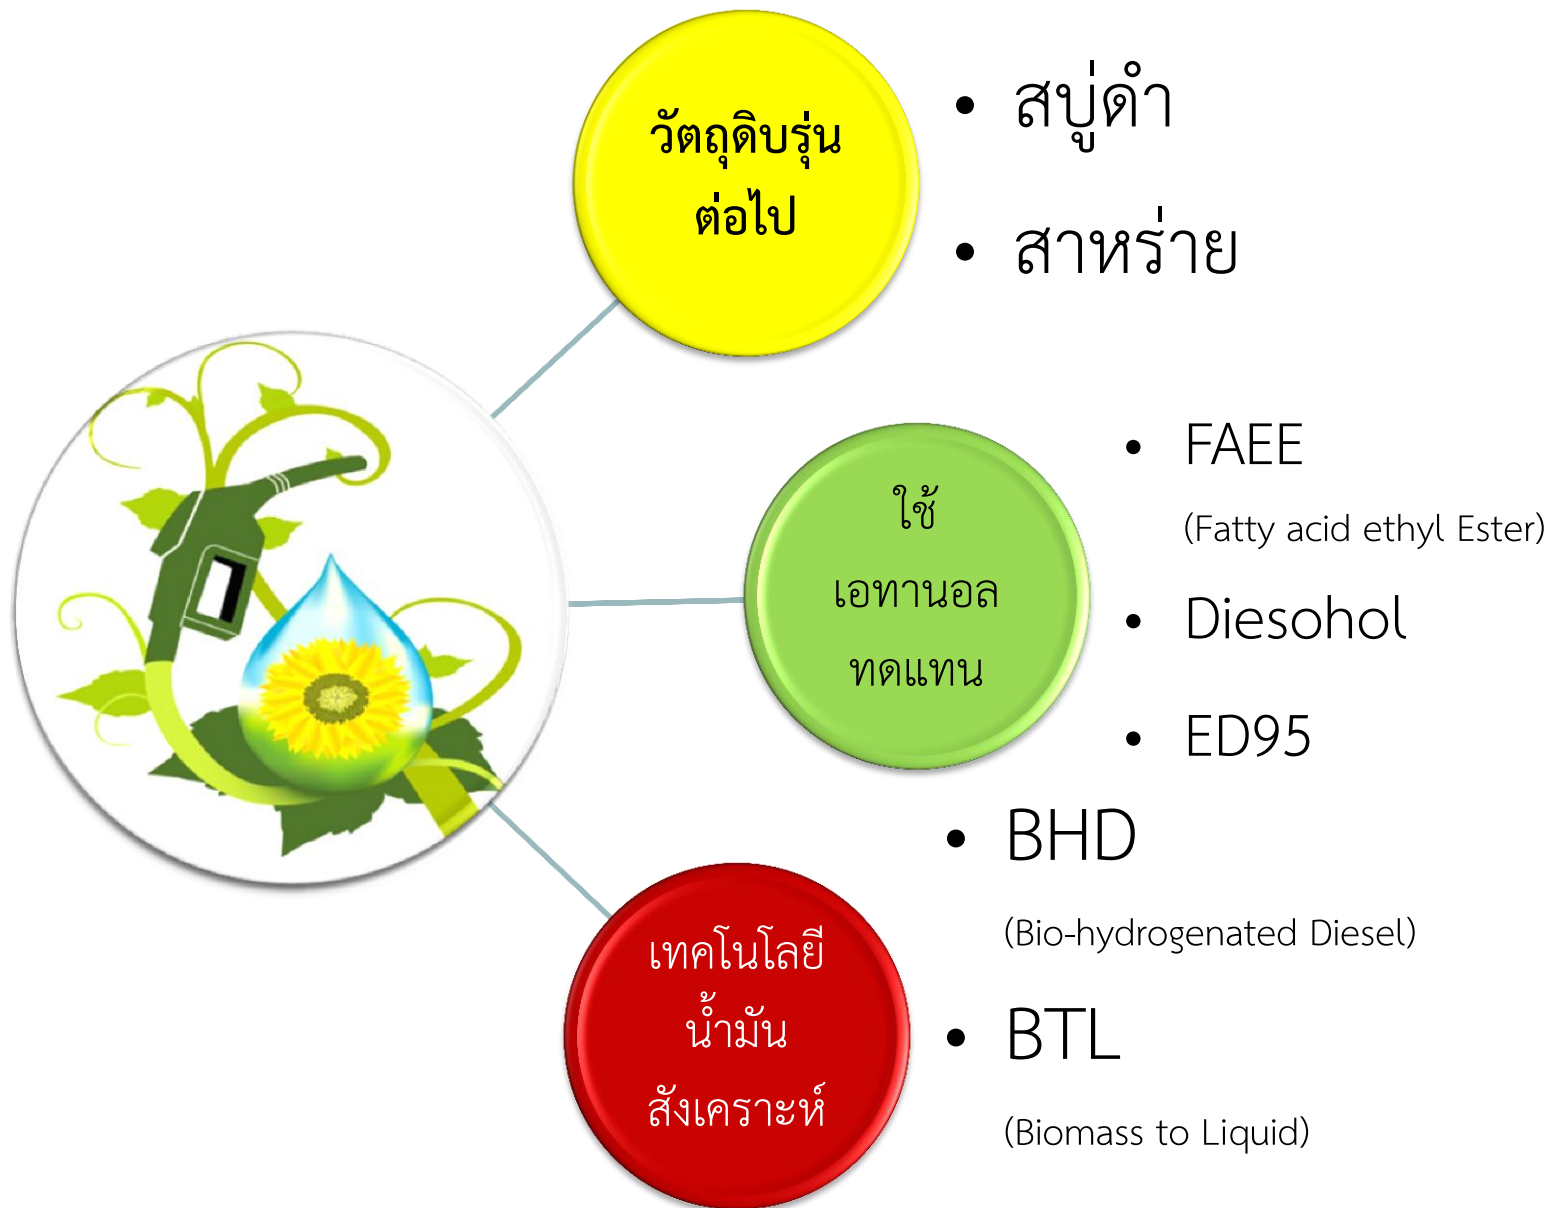 วัตถุดิบรุ่น
ต่อไป
• สบู่ดำ
• สาหร่าย
ใช้
เอทานอล
ทดแทน
• FAEE
(Fatty acid ethyl Ester)
• Diesohol
• ED95
เทคโนโลยี
น้ำมัน
สังเคราะห์
• BHD
(Bio-hydrogenated Diesel)
• BTL
(Biomass to Liquid)